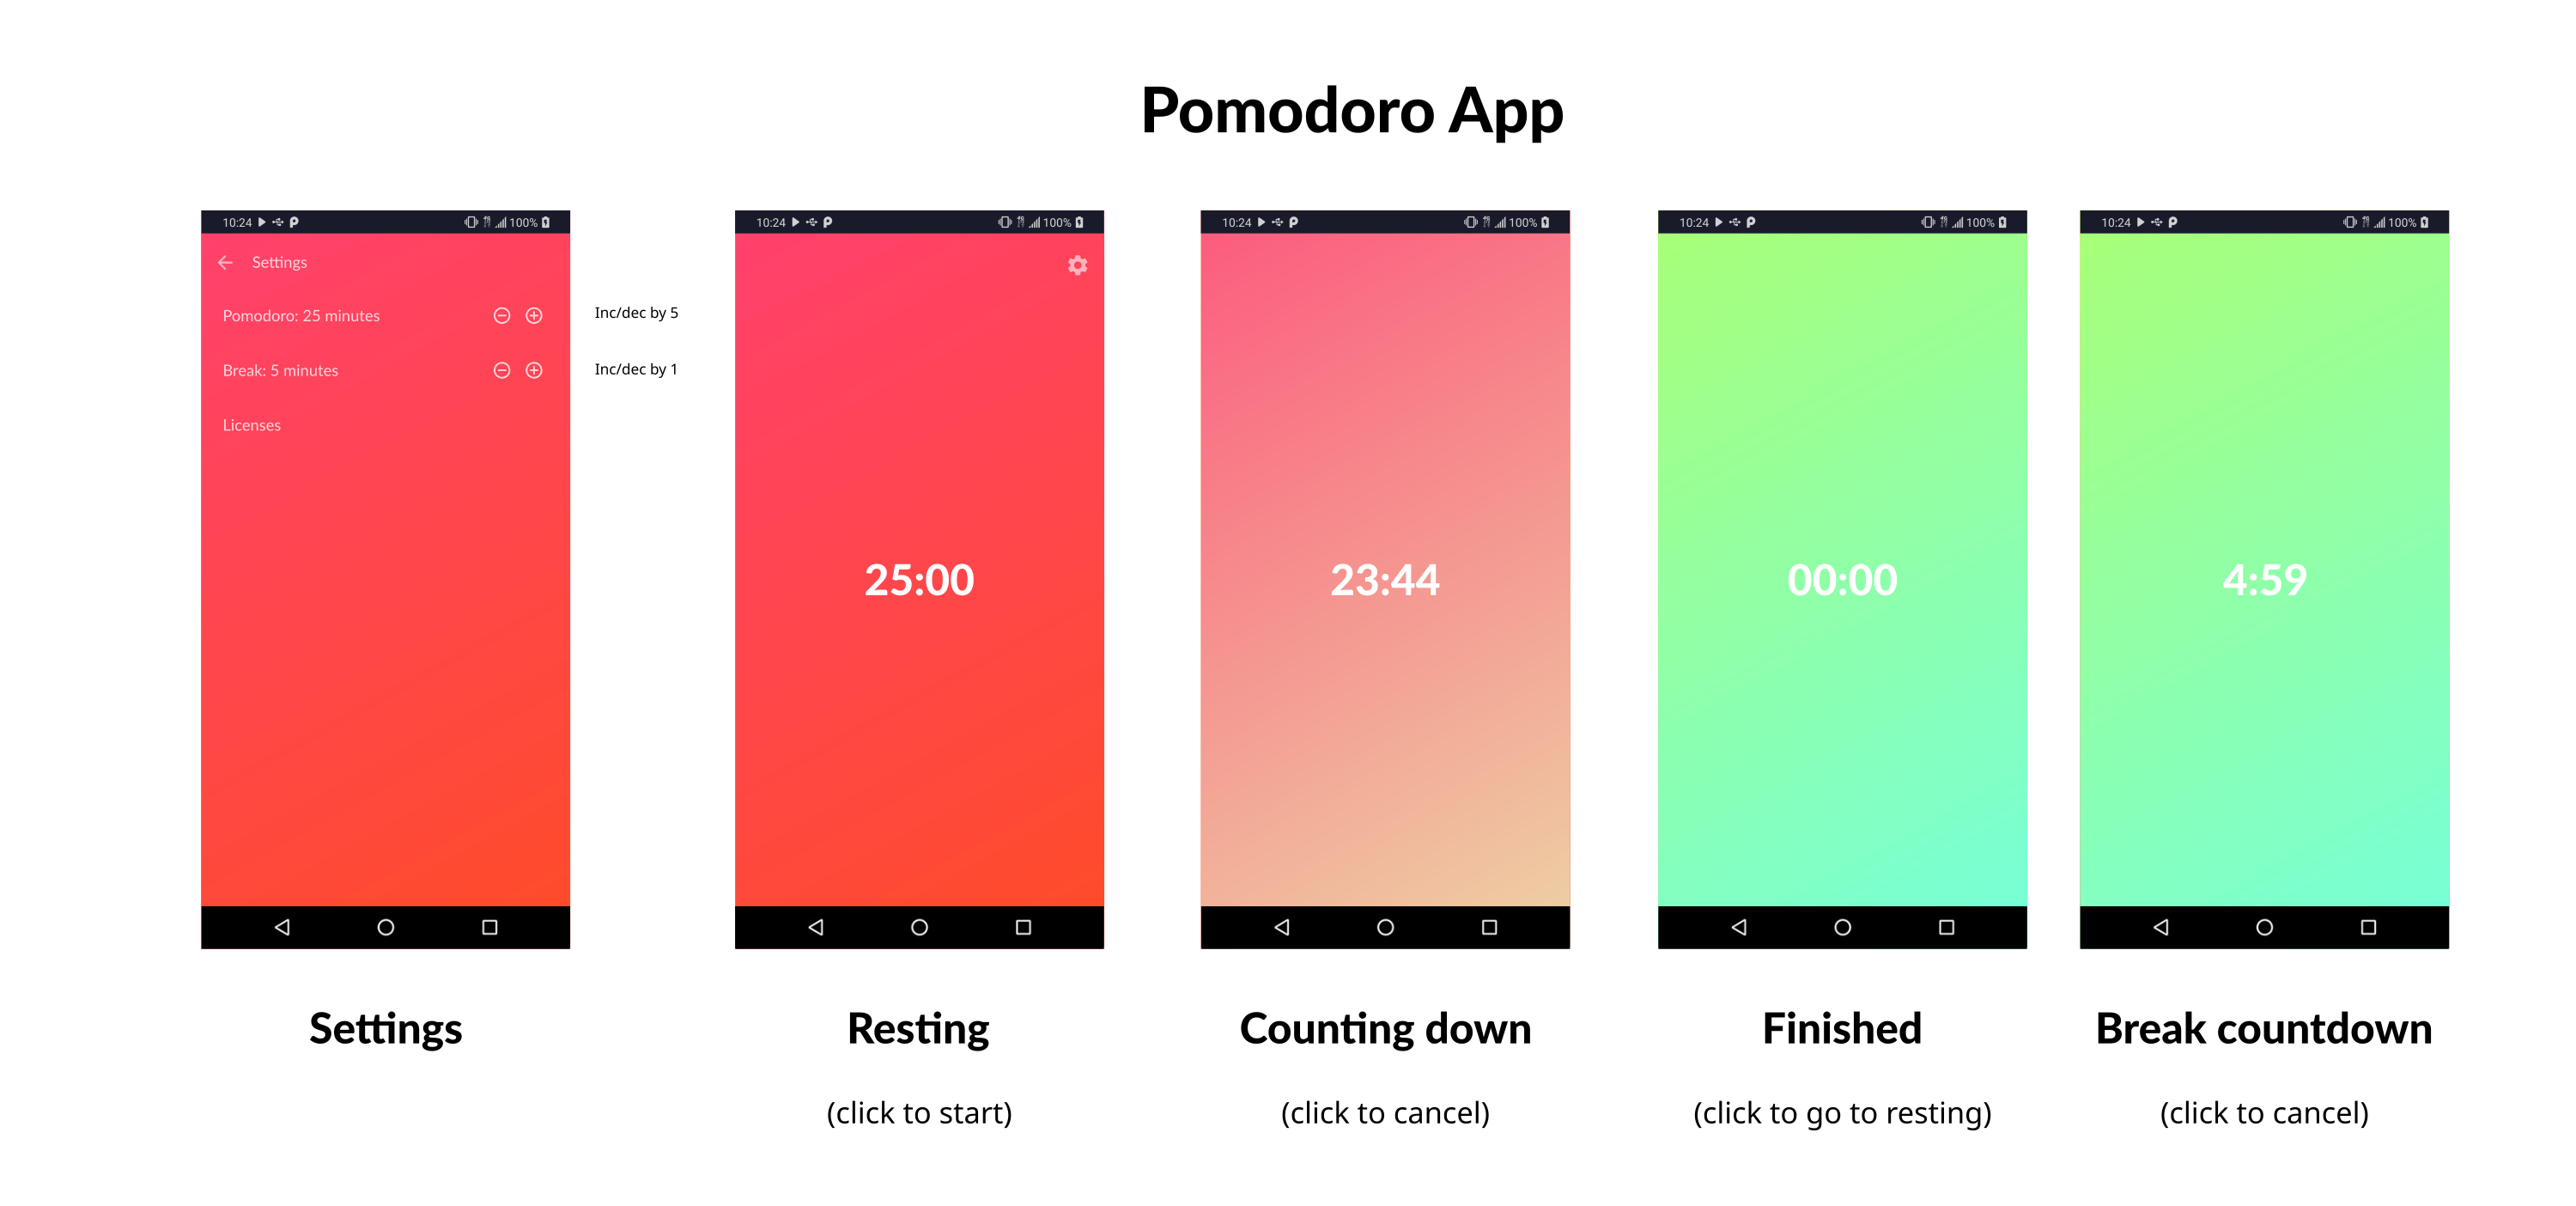 Pomodoro App
10:24 100%
Settings
Pomodoro: 25 minutes
Inc/dec by 5
Break: 5 minutes
Inc/dec by 1
Licenses
Settings
10:24 100%
25:00
Resting
(click to start)
10:24 100%
23:44
Counting down
(click to cancel)
10:24 100%
00:00
Finished
(click to go to resting)
10:24 100%
4:59
Break countdown
(click to cancel)